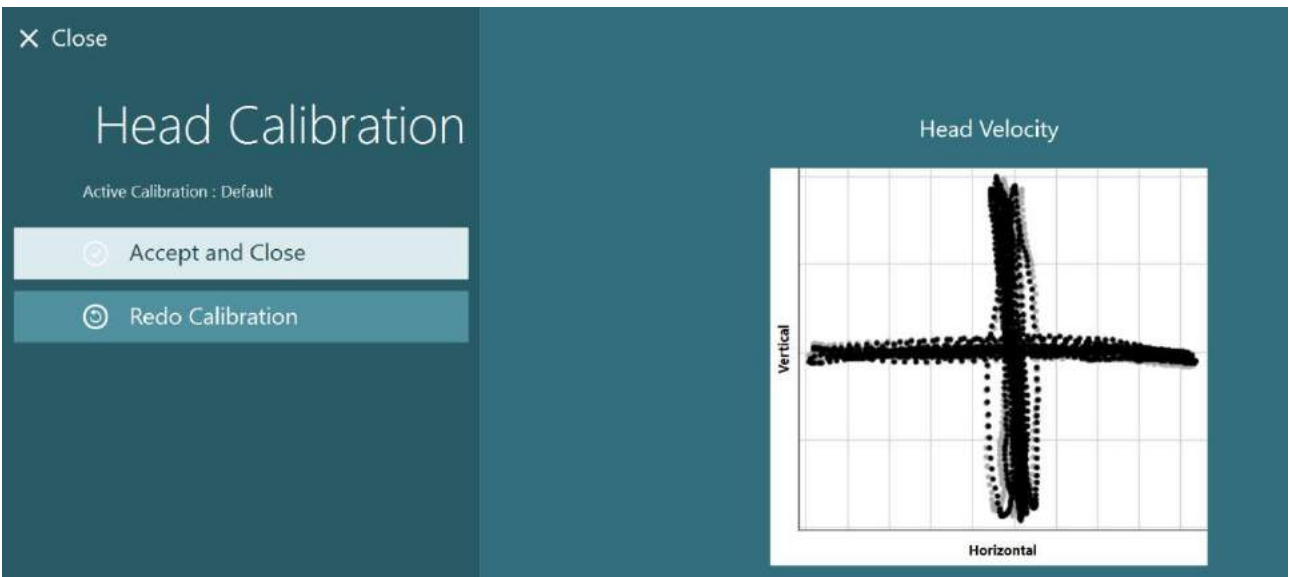 Close
Head Calibration
Active Calibration : Default
Accept and Close
Redo Calibration
Head Velocity
Vertical
Horizontal